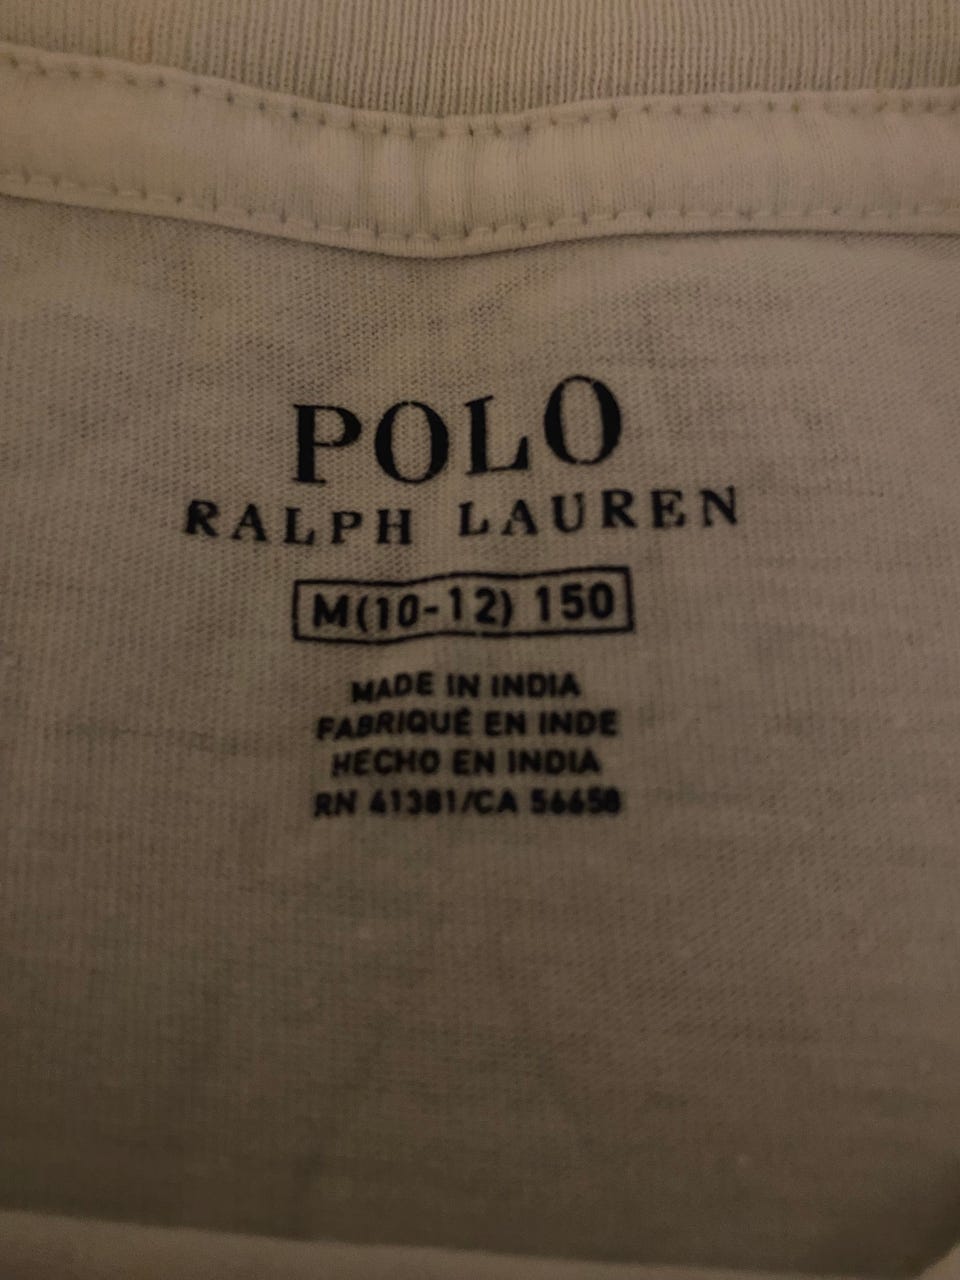 POLO
RALPH LAUREN
M(10-12) 150
MADE IN INDIA
FABRIQUÉ EN INDE
HECHO EN INDIA
RN 41381/CA 56658